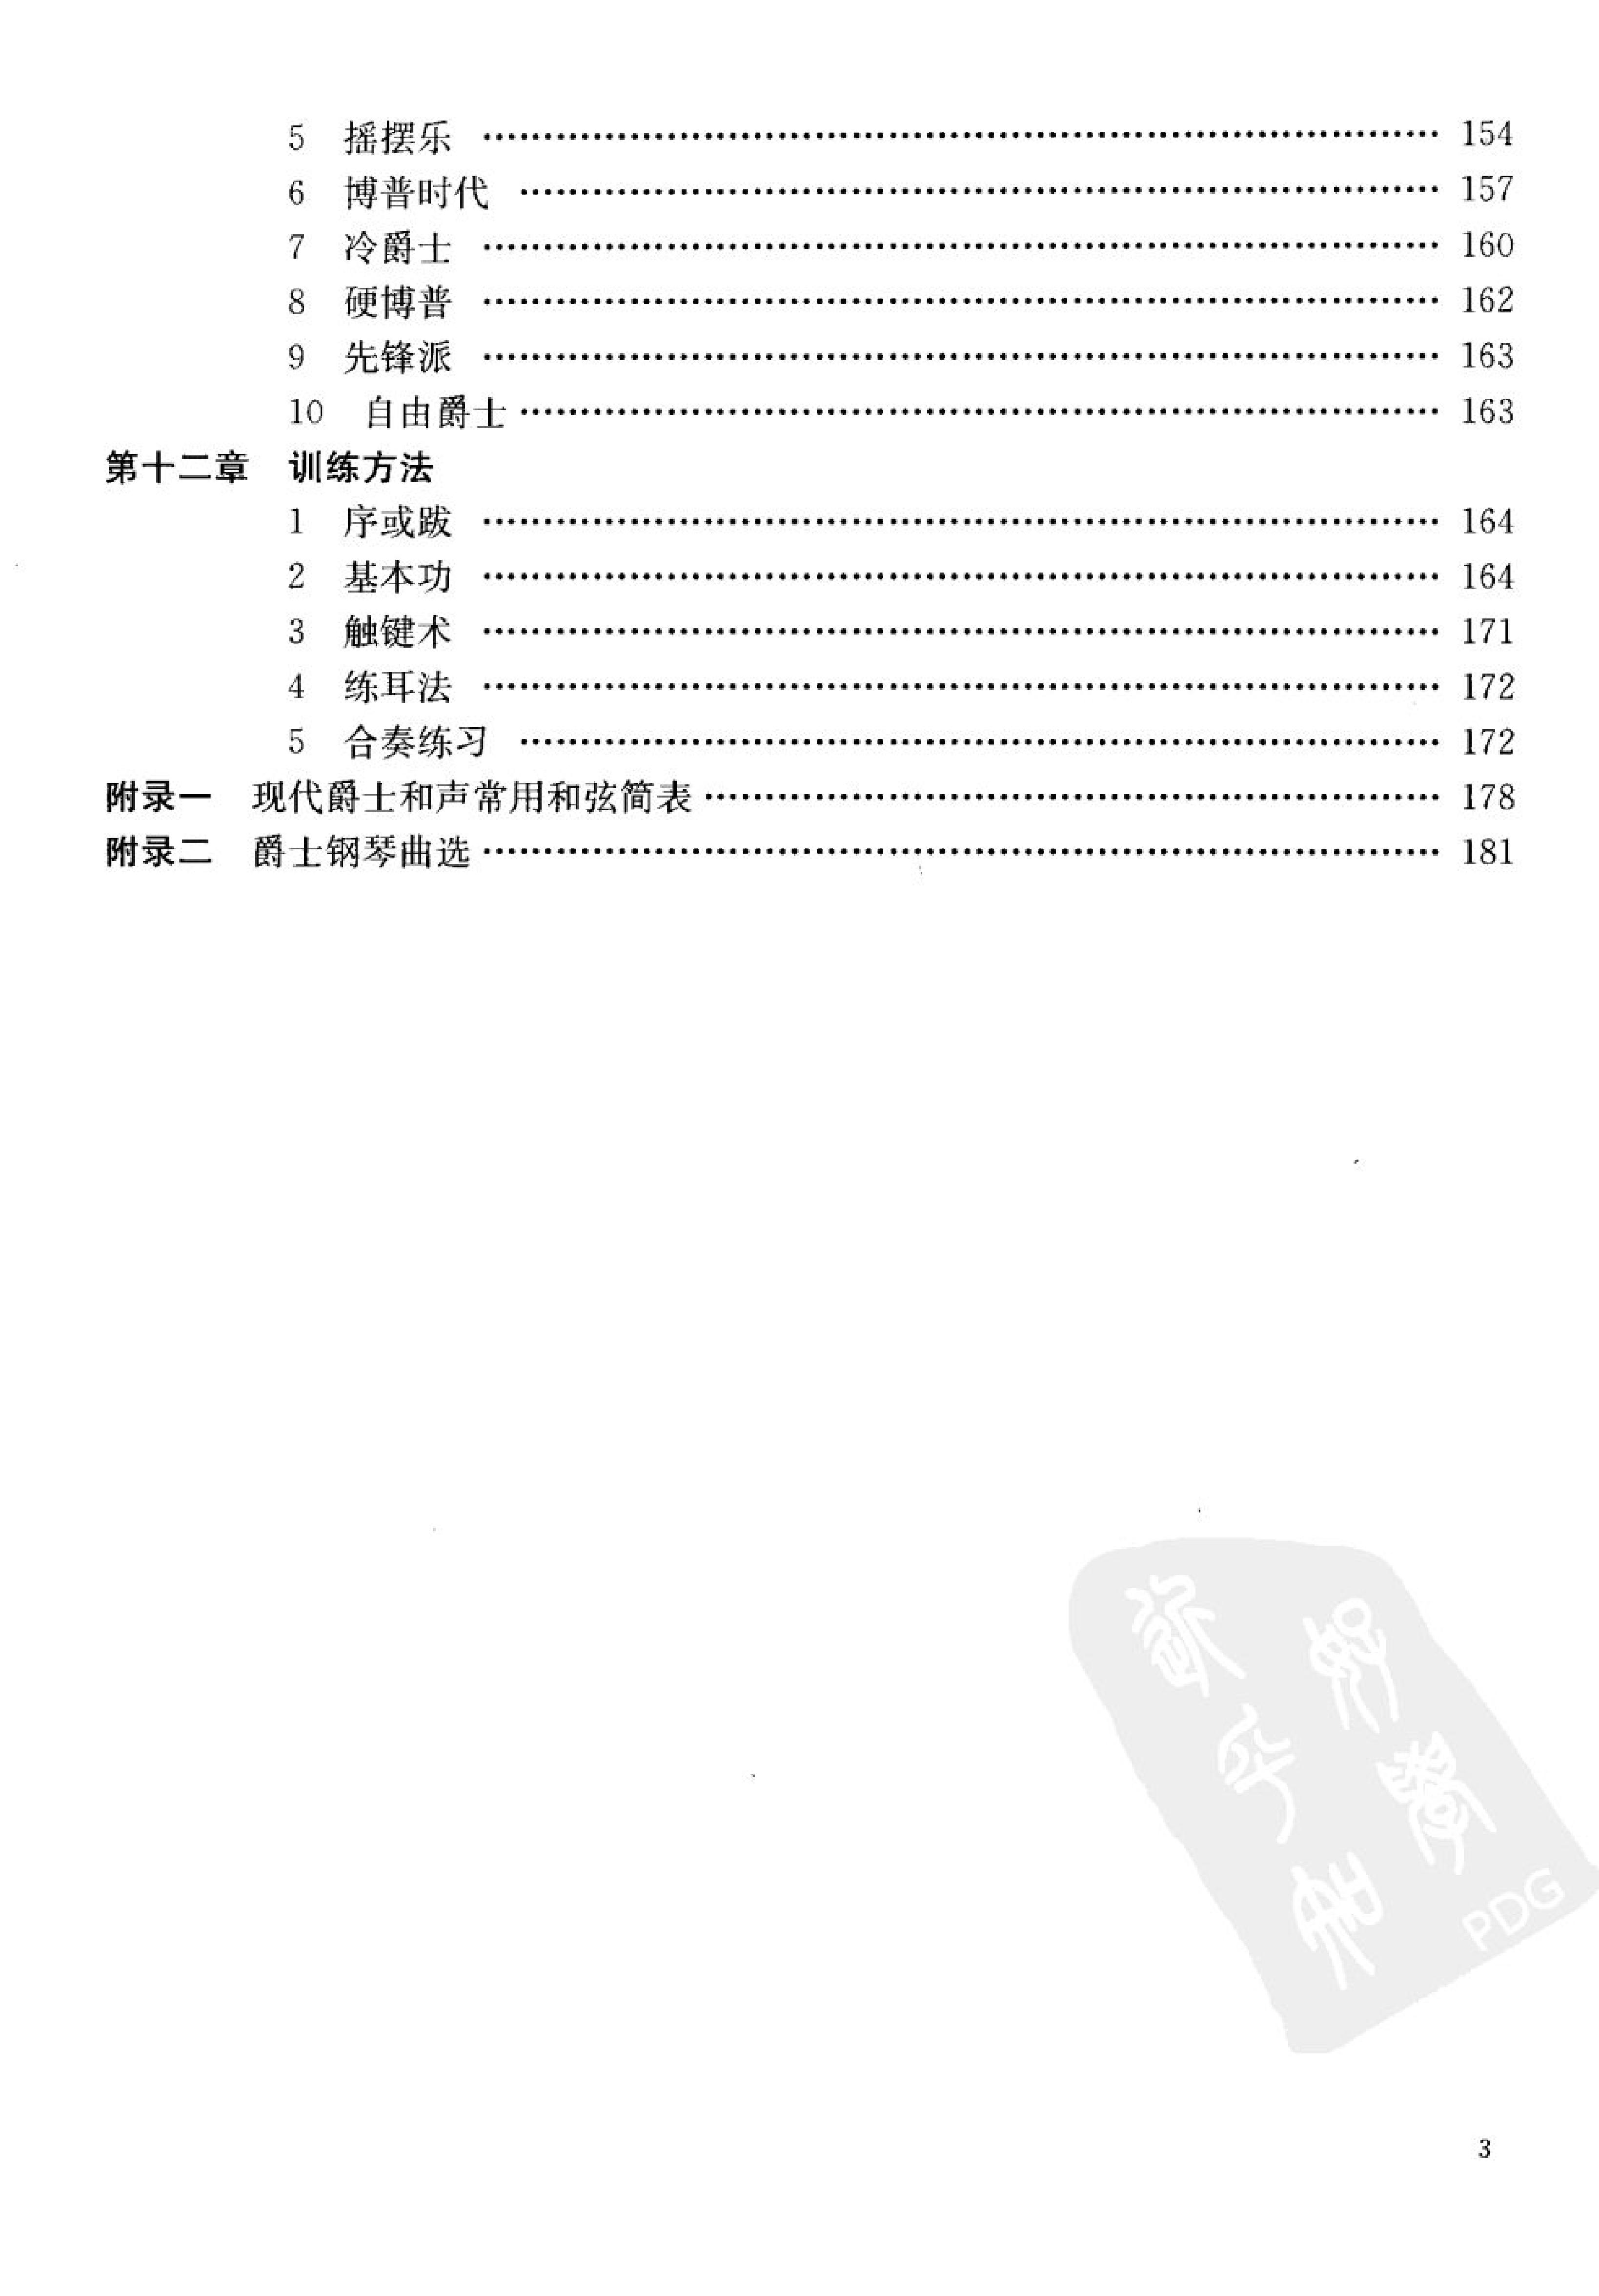 5 摇摆乐 …… 154
6 博普时代 …… 157
7 冷爵士 …… 160
8 硬博普 …… 162
9 先锋派 …… 163
10 自由爵士 …… 163
第十二章 训练方法
1 序或跋 …… 164
2 基本功 …… 164
3 触键术 …… 171
4 练耳法 …… 172
5 合奏练习 …… 172
附录一 现代爵士和声常用和弦简表 …… 178
附录二 爵士钢琴曲选 …… 181
PDG
3